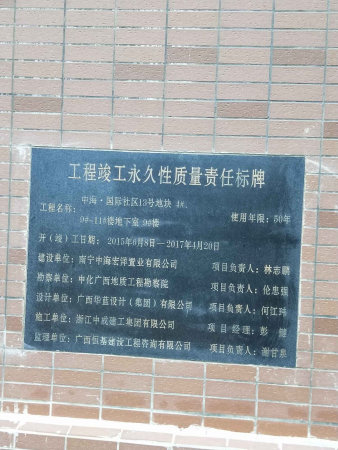 工程竣工永久性质量责任标牌
中海·国际社区13号地块 4#、
工程名称： 使用年限：50年
9#-11#楼地下室 9#楼
开（竣）工日期：2015年6月8日—2017年4月20日
建设单位：南宁中海宏洋置业有限公司 项目负责人：林志鹏
勘察单位：中化广西地质工程勘察院 项目负责人：伦思强
设计单位：广西华蓝设计（集团）有限公司 项目负责人：何江玮
施工单位：浙江中成建工集团有限公司 项目经理：彭
监理单位：广西恒基建设工程咨询有限公司 项目负责人：谢甘泉